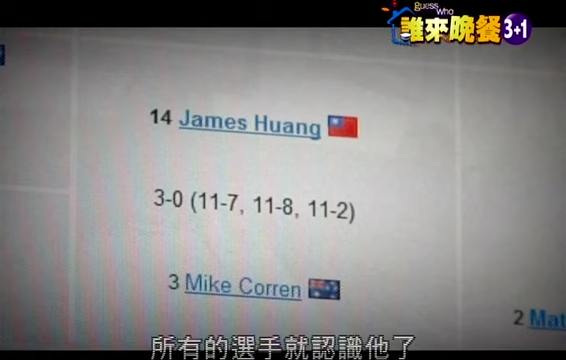 guess who
誰來晚餐 3+1
14 James Huang
3-0 (11-7, 11-8, 11-2)
3 Mike Corren
2 Mat
所有的選手就認識他了